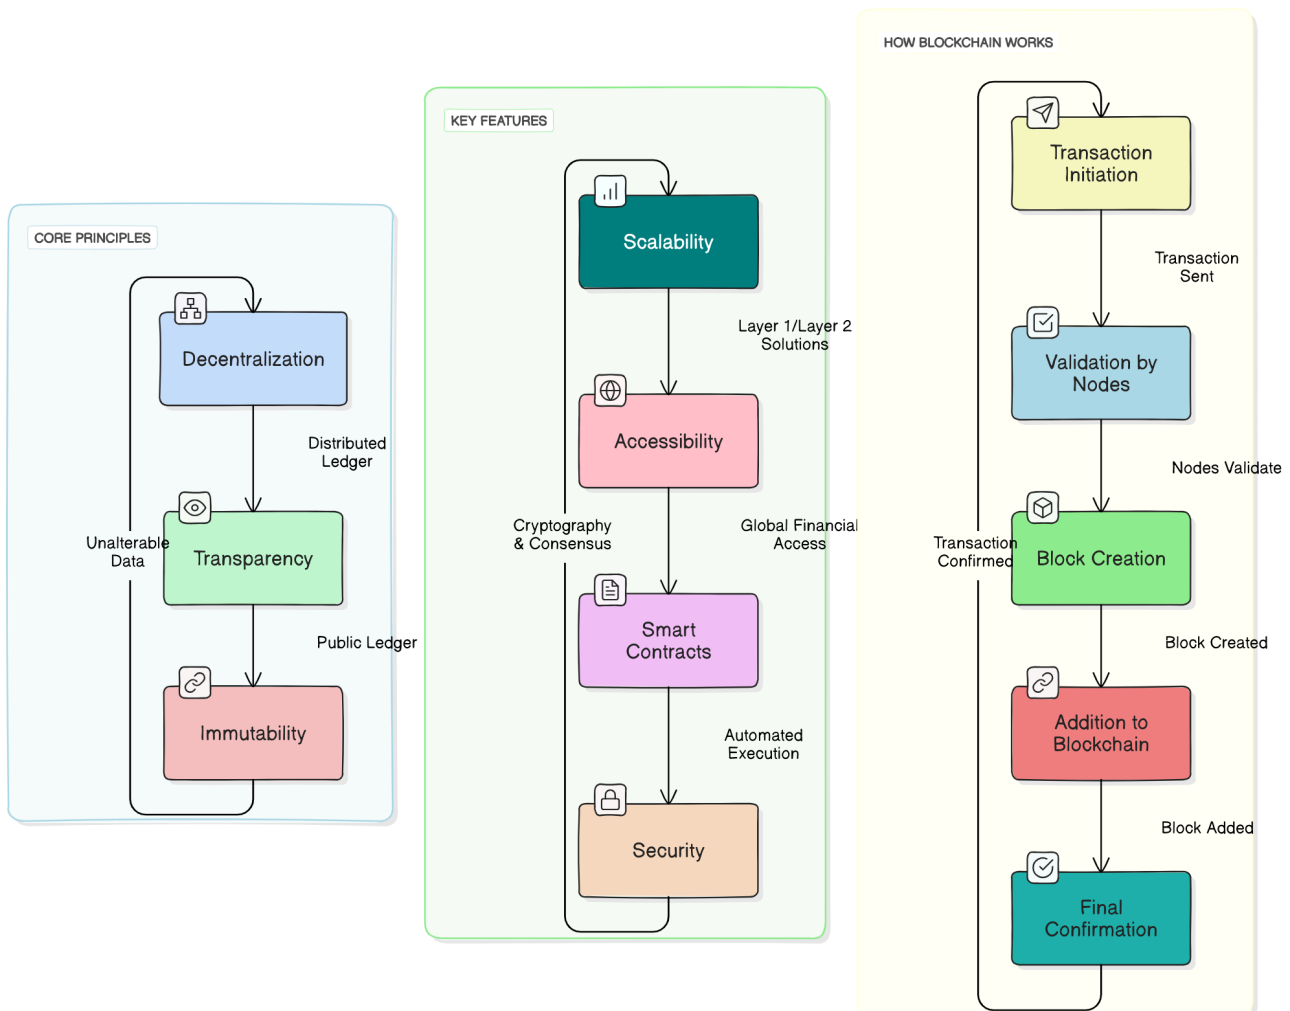 CORE PRINCIPLES
Decentralization
Distributed
Ledger
Unalterable
Data
Transparency
Public Ledger
Immutability
KEY FEATURES
Scalability
Layer 1/Layer 2
Solutions
Accessibility
Cryptography
& Consensus
Global Financial
Access
Smart
Contracts
Automated
Execution
Security
HOW BLOCKCHAIN WORKS
Transaction
Initiation
Transaction
Sent
Validation by
Nodes
Nodes Validate
Transaction
Confirmed
Block Creation
Block Created
Addition to
Blockchain
Block Added
Final
Confirmation